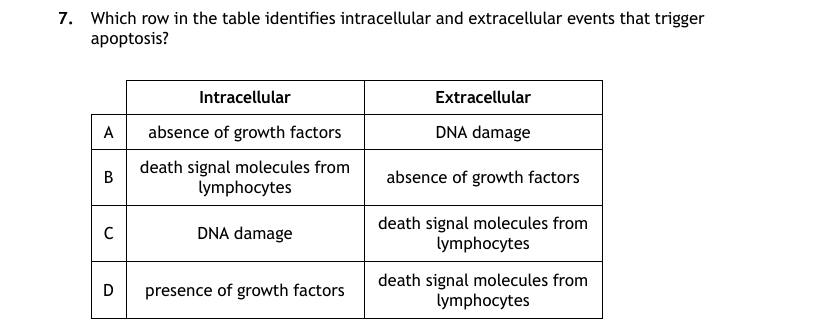 7. Which row in the table identifies intracellular and extracellular events that trigger
apoptosis?
Intracellular Extracellular
A absence of growth factors DNA damage
B death signal molecules from
lymphocytes absence of growth factors
C DNA damage death signal molecules from
lymphocytes
D presence of growth factors death signal molecules from
lymphocytes